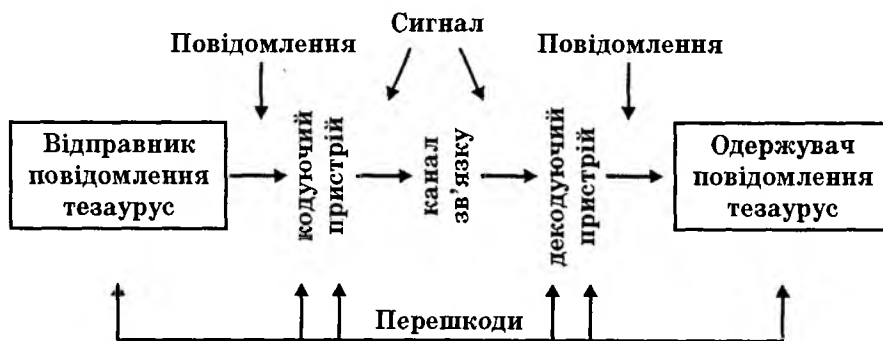 Сигнал
Повідомлення
Повідомлення
Відправник
повідомлення
тезаурус
кодуючий
пристрій
канал
зв’язку
декодуючий
пристрій
Одержувач
повідомлення
тезаурус
Перешкоди